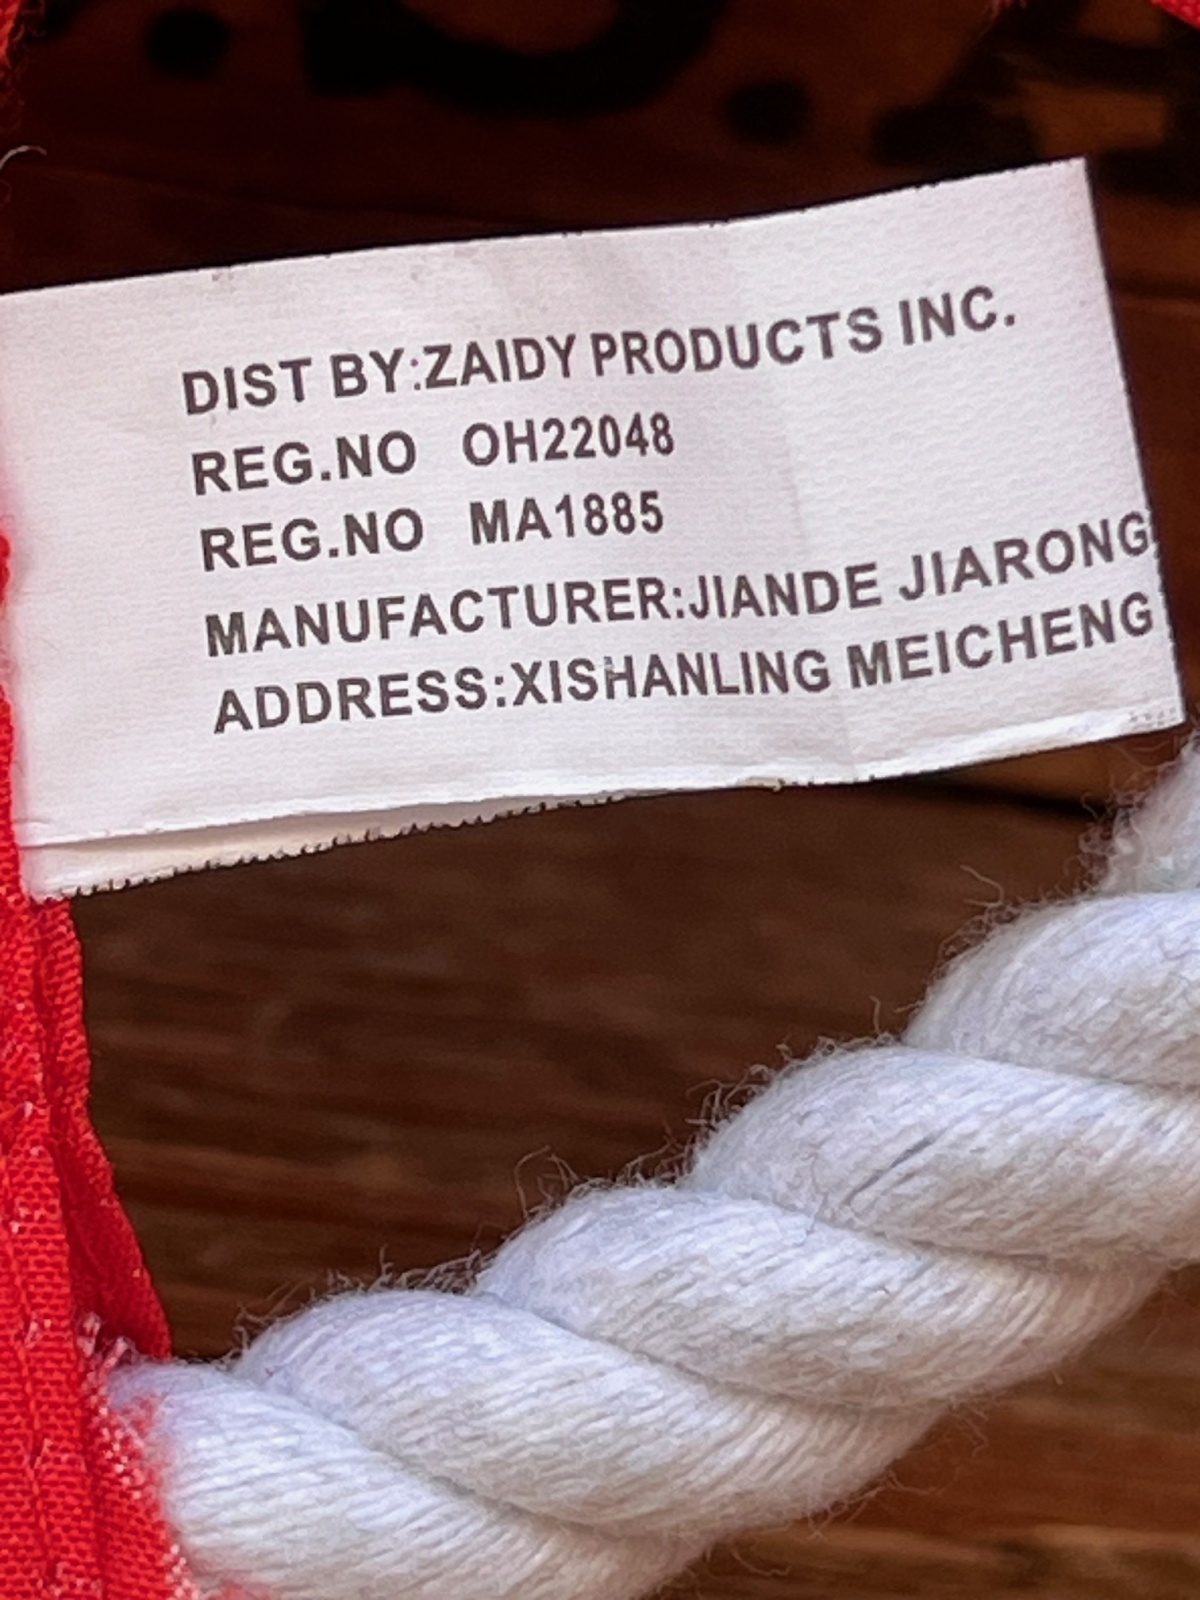 DIST BY:ZAIDY PRODUCTS INC.
REG.NO OH22048
REG.NO MA1885
MANUFACTURER:JIANDE JIARONG
ADDRESS:XISHANLING MEICHENG